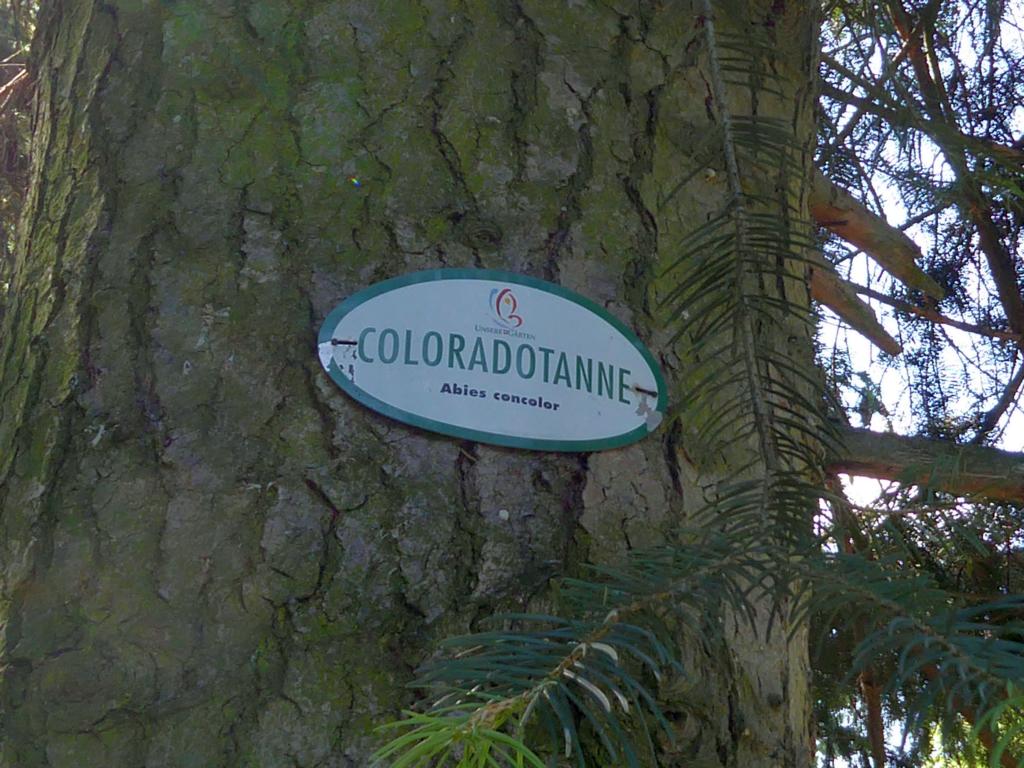 UNSERE GÄRTEN
COLORADOTANNE
Abies concolor